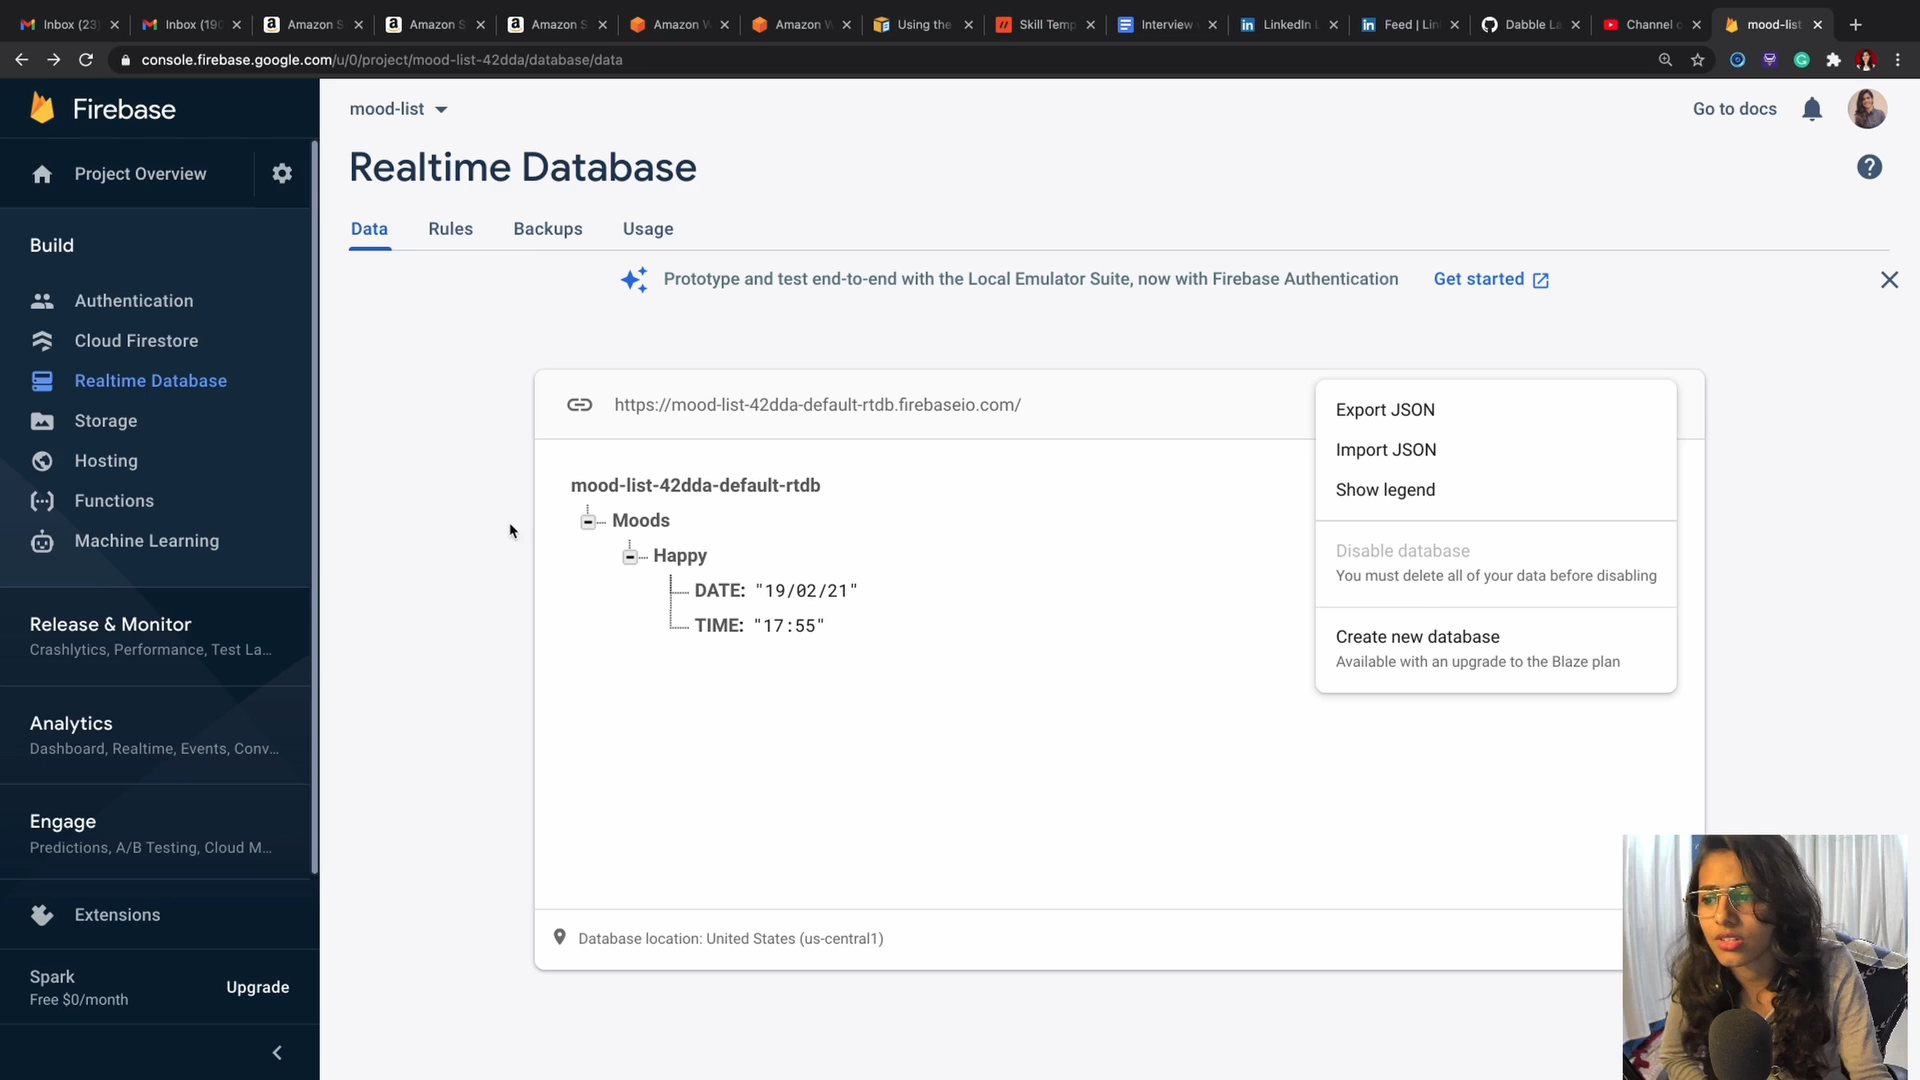 Inbox (23)
Inbox (190
Amazon S
Amazon S
Amazon S
Amazon W
Amazon W
Using the
Skill Temp
Interview
LinkedIn L
Feed | Lin
Dabble La
Channel c
mood-list
console.firebase.google.com/u/0/project/mood-list-42dda/database/data
Firebase
Project Overview
Build
Authentication
Cloud Firestore
Realtime Database
Storage
Hosting
Functions
Machine Learning
Release & Monitor
Crashlytics, Performance, Test La...
Analytics
Dashboard, Realtime, Events, Conv...
Engage
Predictions, A/B Testing, Cloud M...
Extensions
Spark
Free $0/month
Upgrade
mood-list
Go to docs
Realtime Database
Data
Rules
Backups
Usage
Prototype and test end-to-end with the Local Emulator Suite, now with Firebase Authentication
Get started
https://mood-list-42dda-default-rtdb.firebaseio.com/
mood-list-42dda-default-rtdb
Moods
Happy
DATE: "19/02/21"
TIME: "17:55"
Export JSON
Import JSON
Show legend
Disable database
You must delete all of your data before disabling
Create new database
Available with an upgrade to the Blaze plan
Database location: United States (us-central1)